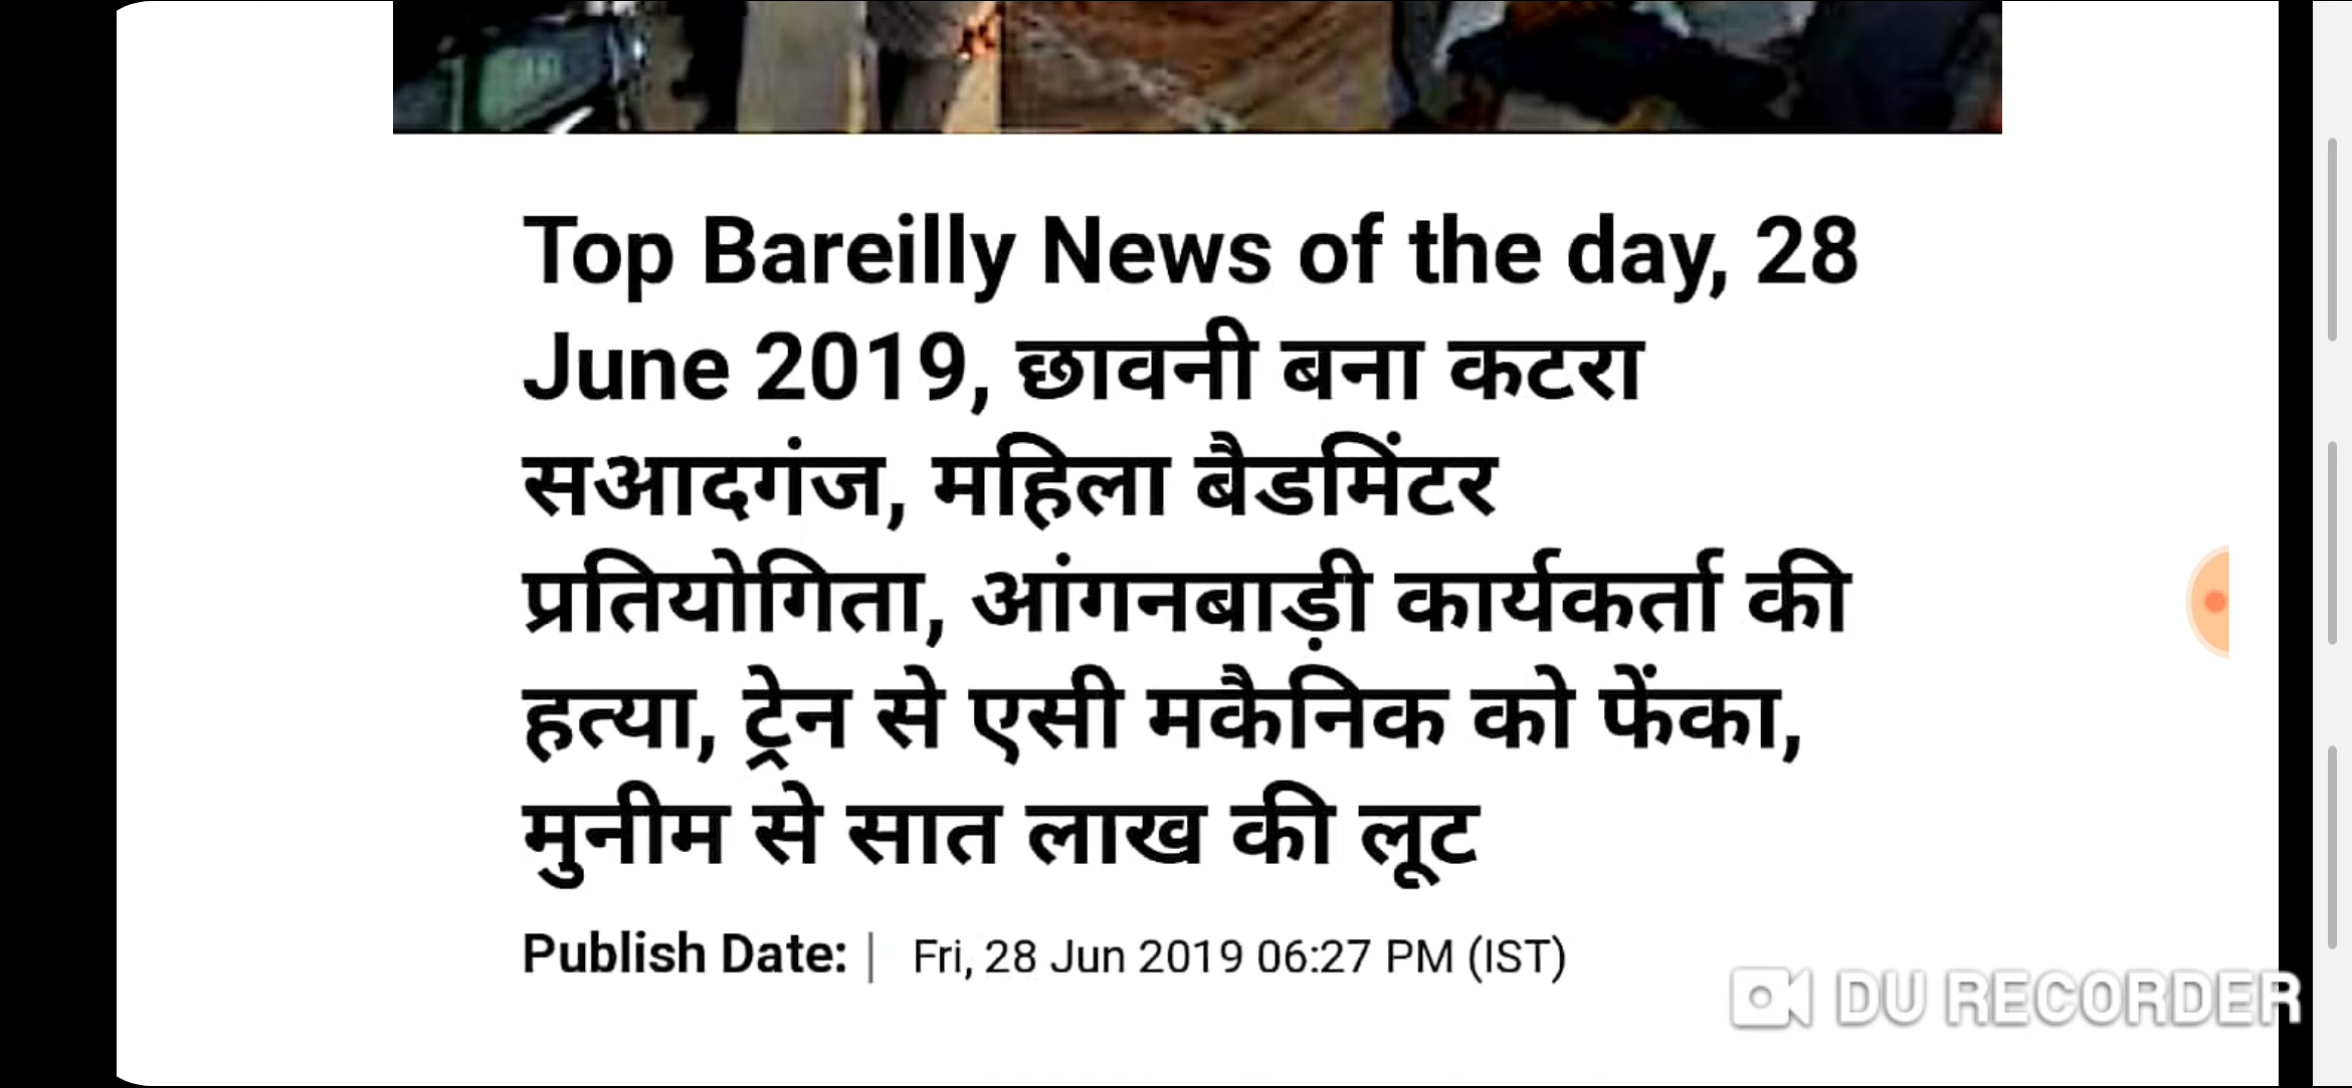 Top Bareilly News of the day, 28
June 2019, छावनी बना कटरा
सआदगंज, महिला बैडमिंटर
प्रतियोगिता, आंगनबाड़ी कार्यकर्ता की
हत्या, ट्रेन से एसी मकैनिक को फेंका,
मुनीम से सात लाख की लूट
Publish Date: | Fri, 28 Jun 2019 06:27 PM (IST)
DU RECORDER